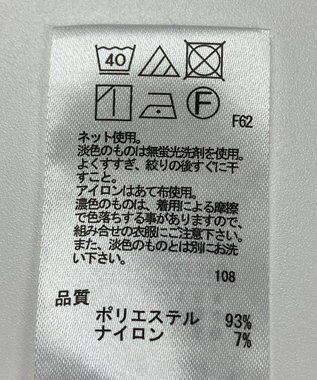 40
F
F62
ネット使用。
淡色のものは無蛍光洗剤を使用。
よくすすぎ、絞りの後すぐに干
すこと。
アイロンはあて布使用。
濃色のものは、着用による摩擦
で色落ちする事がありますので、
組み合せの衣服にご注意下さい。
また、淡色のものとは別にお洗
い下さい。
108
品質
ポリエステル 93%
ナイロン 7%